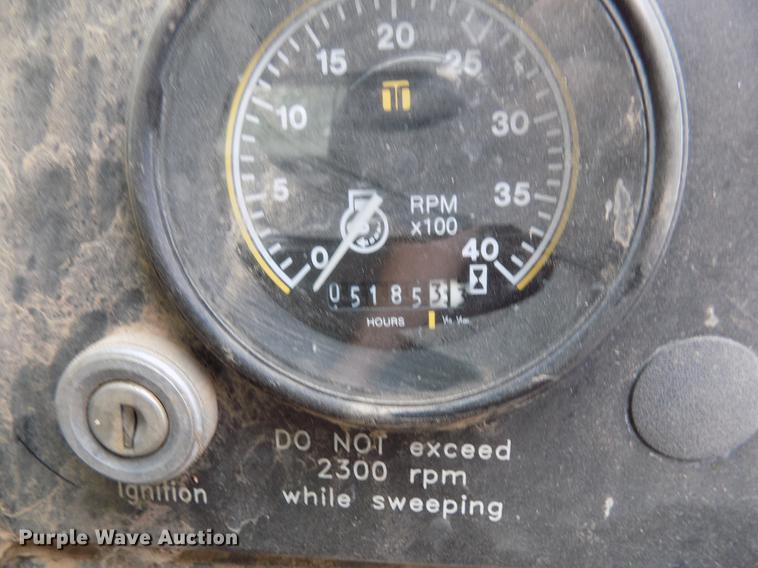 20
15
25
10
30
5
35
RPM
x100
0
40
05185
HOURS
DO NOT exceed
2300 rpm
while sweeping
Ignition
Purple Wave Auction